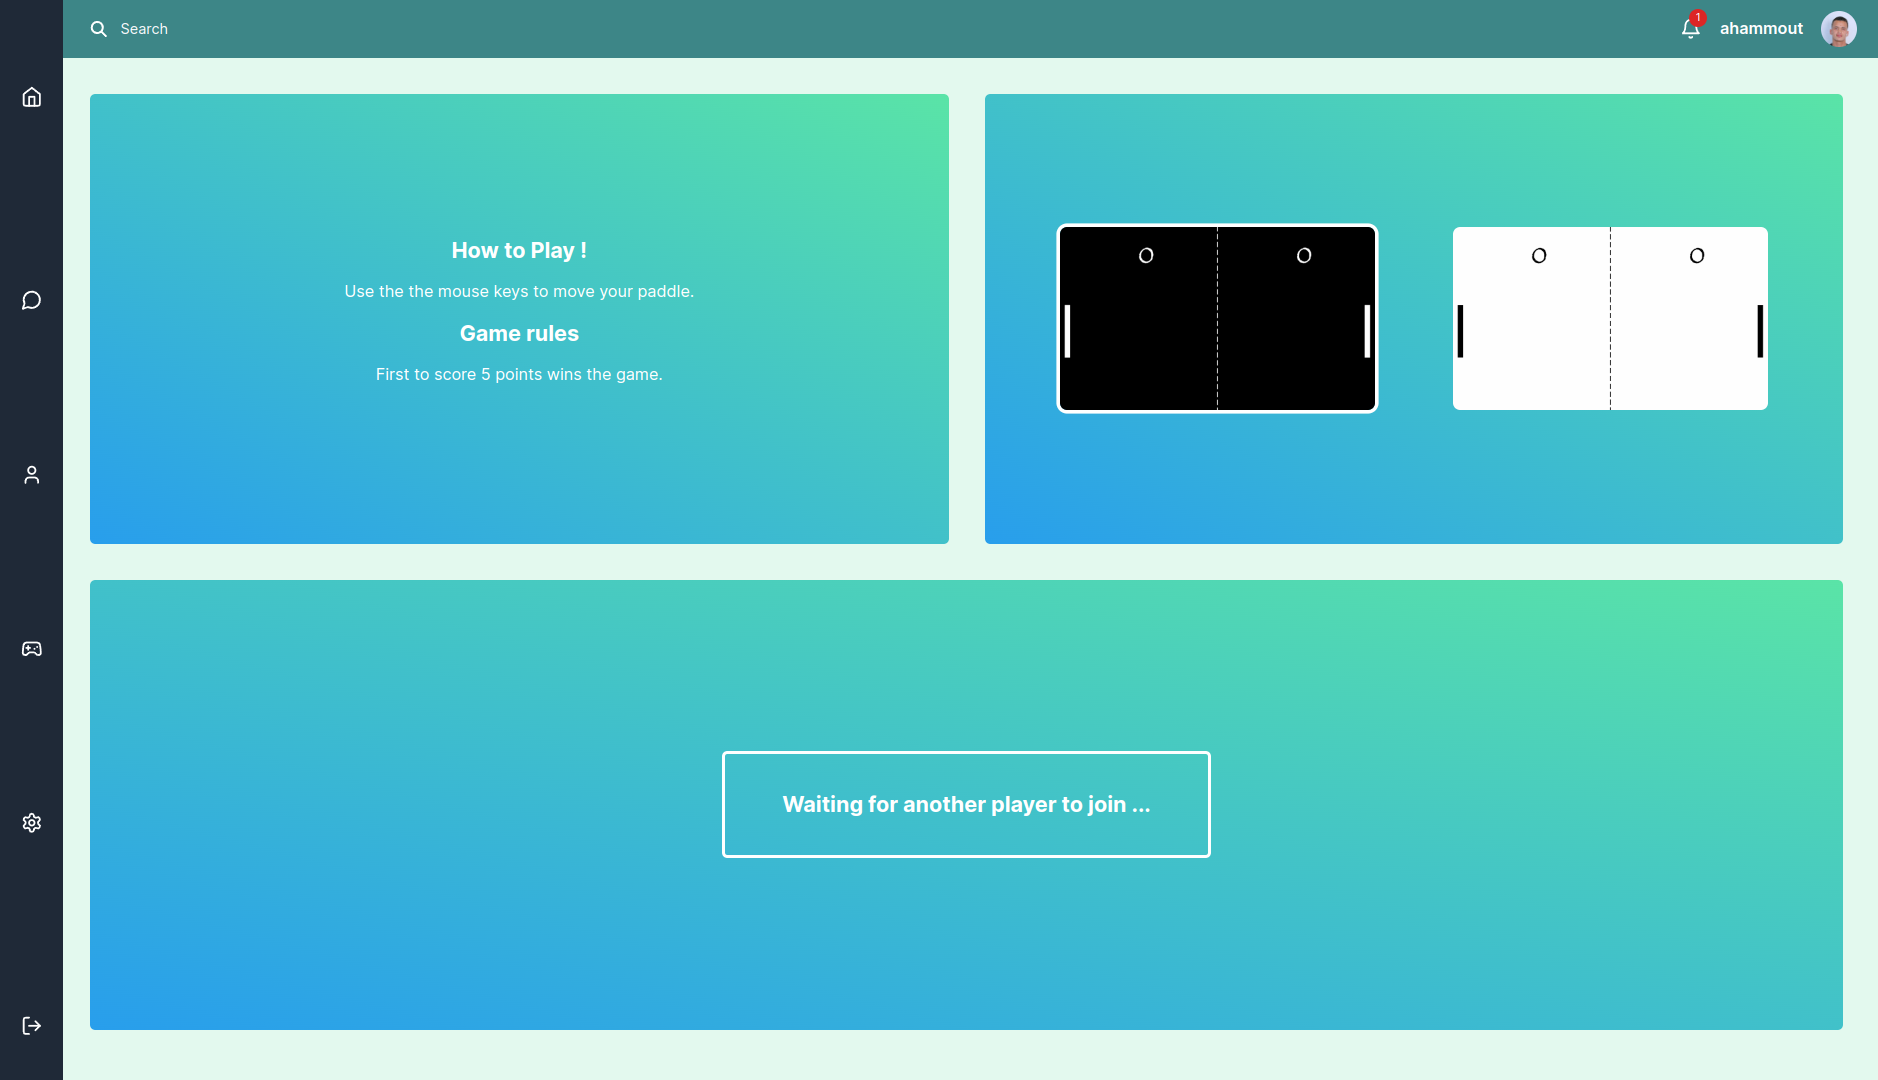 Search
1
ahammout
How to Play !
Use the the mouse keys to move your paddle.
Game rules
First to score 5 points wins the game.
0 0
0 0
Waiting for another player to join ...